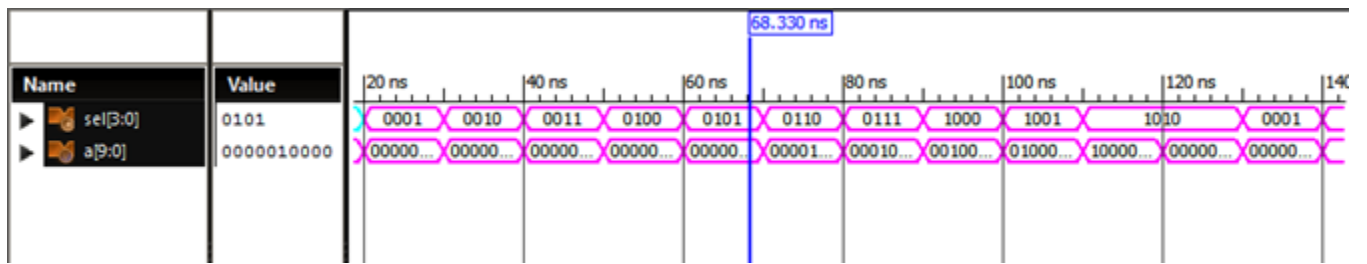 68.330 ns
Name Value 20 ns 40 ns 60 ns 80 ns 100 ns 120 ns 140
sel[3:0] 0101 0001 0010 0011 0100 0101 0110 0111 1000 1001 1010 0001
a[9:0] 0000010000 00000... 00000... 00000... 00000... 00000... 00001... 00010... 00100... 01000... 10000... 00000... 00000...